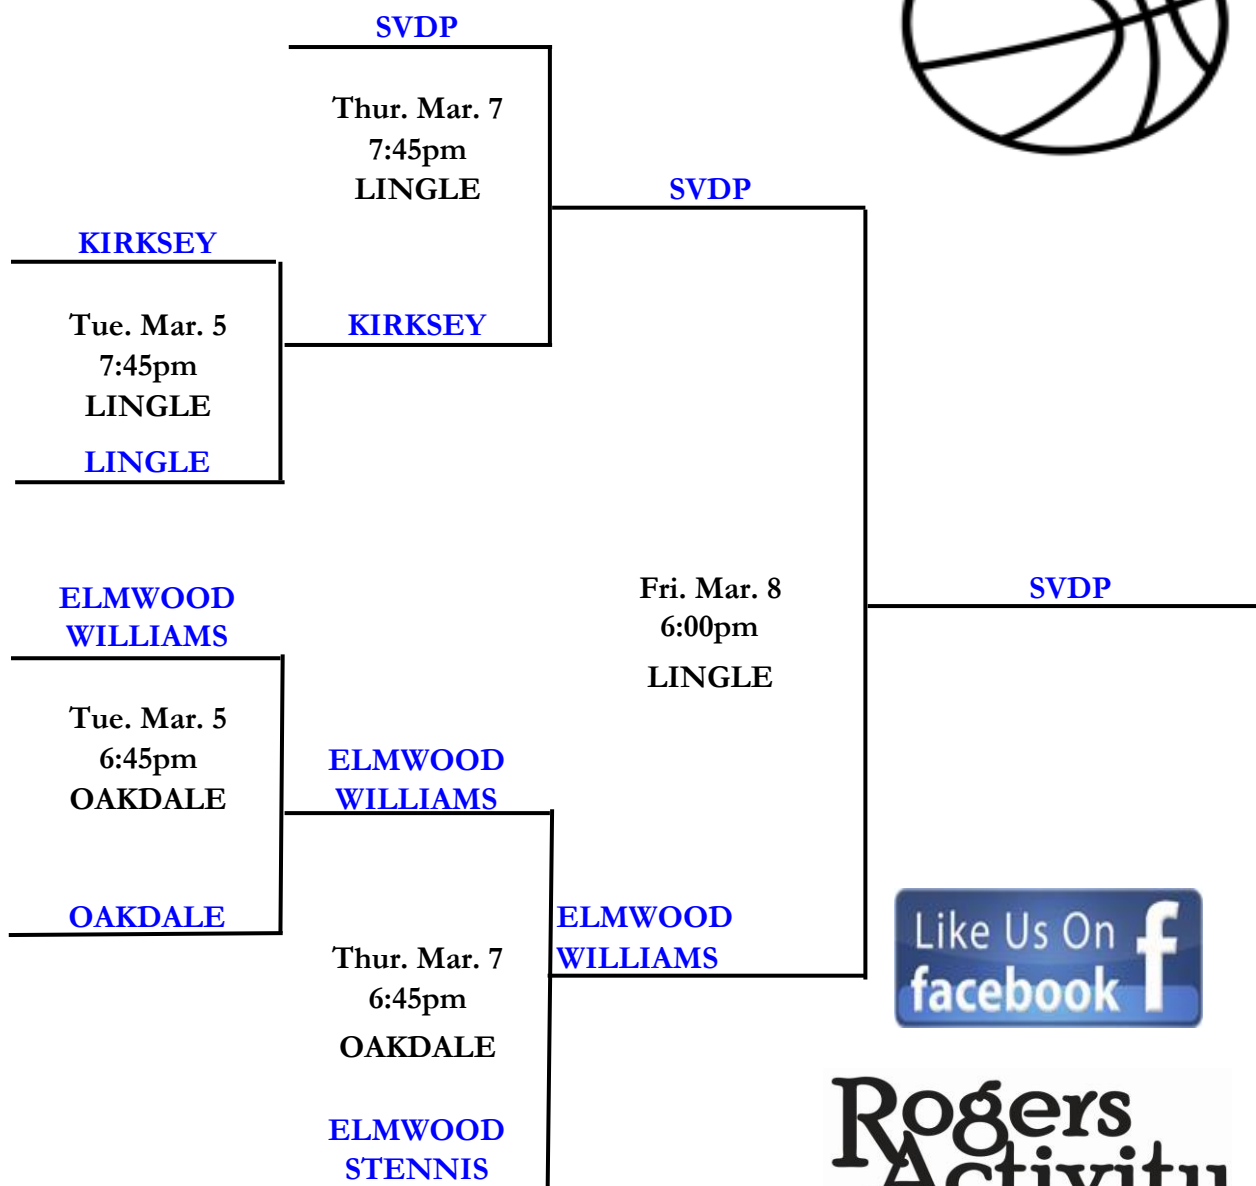 SVDP
Thur. Mar. 7
7:45pm
LINGLE
SVDP
KIRKSEY
Tue. Mar. 5
7:45pm
LINGLE
KIRKSEY
LINGLE
ELMWOOD
WILLIAMS
Fri. Mar. 8
6:00pm
LINGLE
SVDP
Tue. Mar. 5
6:45pm
OAKDALE
ELMWOOD
WILLIAMS
OAKDALE
ELMWOOD
WILLIAMS
Thur. Mar. 7
6:45pm
OAKDALE
Like Us On
facebook
f
ELMWOOD
STENNIS
Rogers
Activity